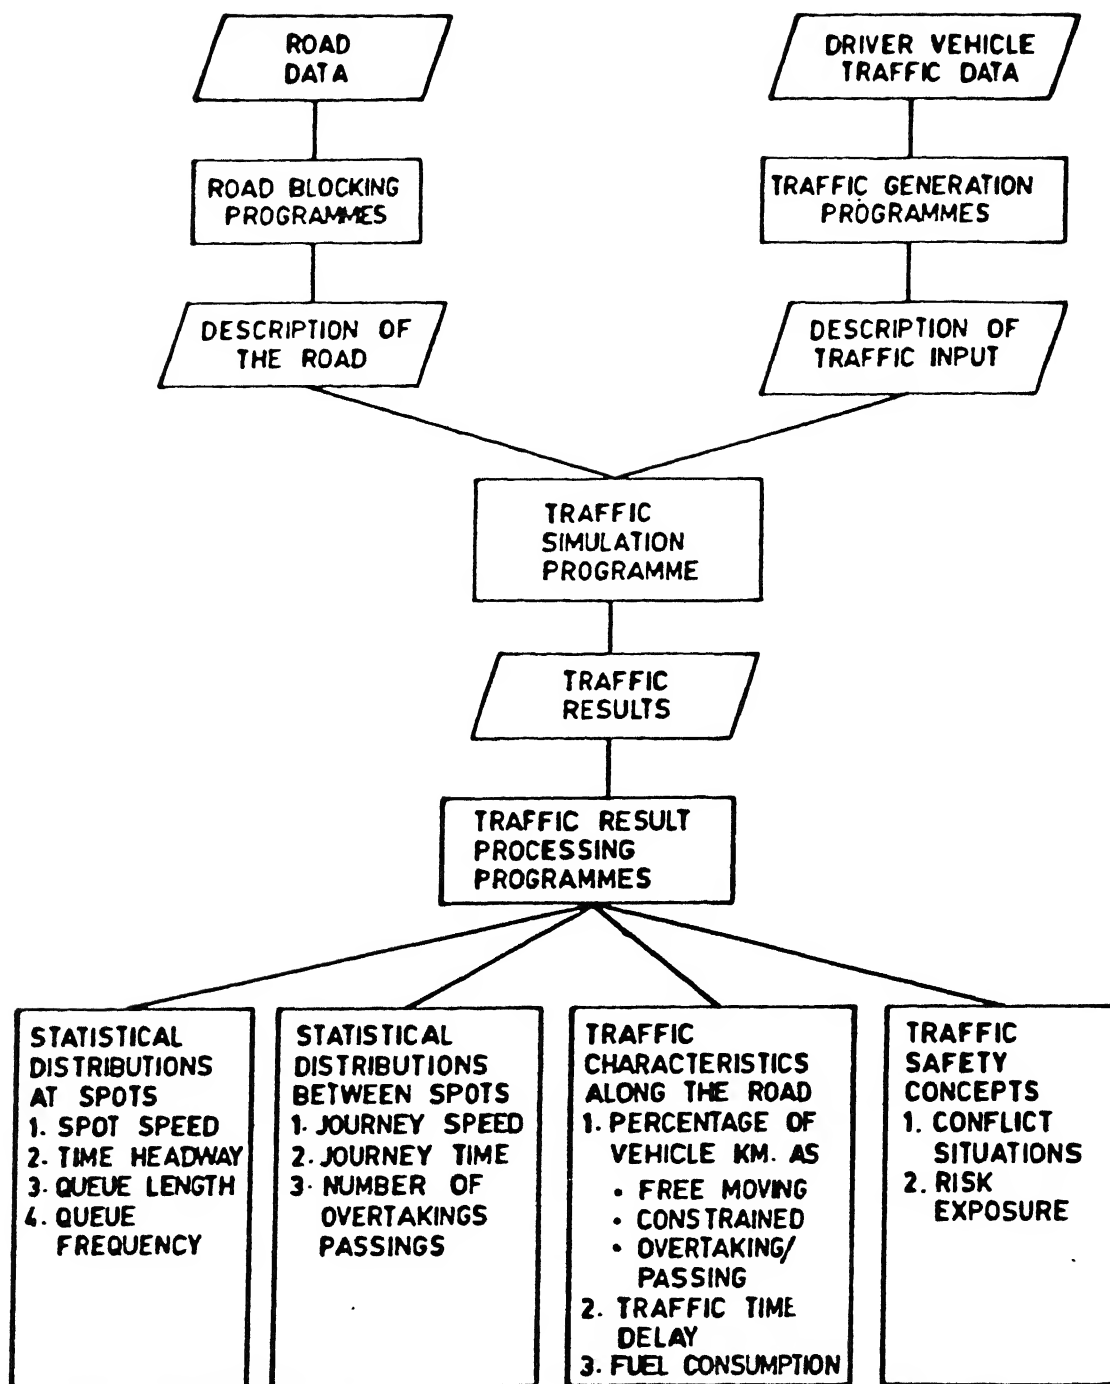 ROAD
DATA
DRIVER VEHICLE
TRAFFIC DATA
ROAD BLOCKING
PROGRAMMES
TRAFFIC GENERATION
PROGRAMMES
DESCRIPTION OF
THE ROAD
DESCRIPTION OF
TRAFFIC INPUT
TRAFFIC
SIMULATION
PROGRAMME
TRAFFIC
RESULTS
TRAFFIC RESULT
PROCESSING
PROGRAMMES
STATISTICAL
DISTRIBUTIONS
AT SPOTS
1. SPOT SPEED
2. TIME HEADWAY
3. QUEUE LENGTH
4. QUEUE
FREQUENCY
STATISTICAL
DISTRIBUTIONS
BETWEEN SPOTS
1. JOURNEY SPEED
2. JOURNEY TIME
3. NUMBER OF
OVERTAKINGS
PASSINGS
TRAFFIC
CHARACTERISTICS
ALONG THE ROAD
1. PERCENTAGE OF
VEHICLE KM. AS
• FREE MOVING
• CONSTRAINED
• OVERTAKING/
PASSING
2. TRAFFIC TIME
DELAY
3. FUEL CONSUMPTION
TRAFFIC
SAFETY
CONCEPTS
1. CONFLICT
SITUATIONS
2. RISK
EXPOSURE